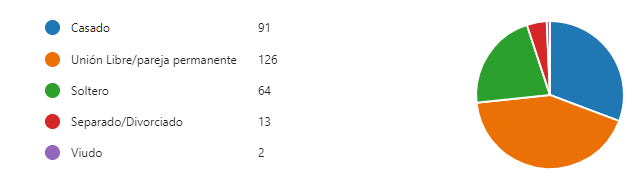 Casado 91
Unión Libre/pareja permanente 126
Soltero 64
Separado/Divorciado 13
Viudo 2